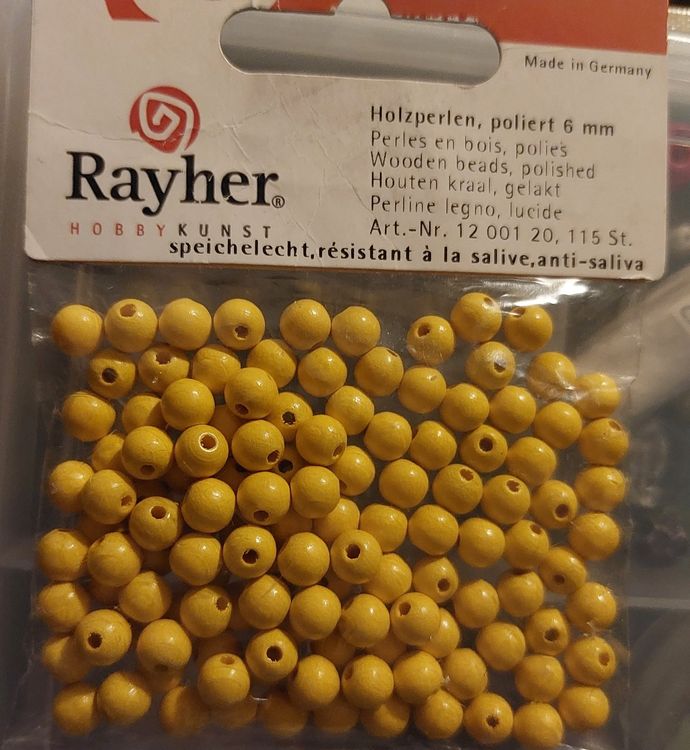 Made in Germany
Rayher®
HOBBYKUNST
Holzperlen, poliert 6 mm
Perles en bois, polies
Wooden beads, polished
Houten kraal, gelakt
Perline legno, lucide
Art.-Nr. 12 001 20, 115 St.
speichelecht,résistant à la salive,anti-saliva